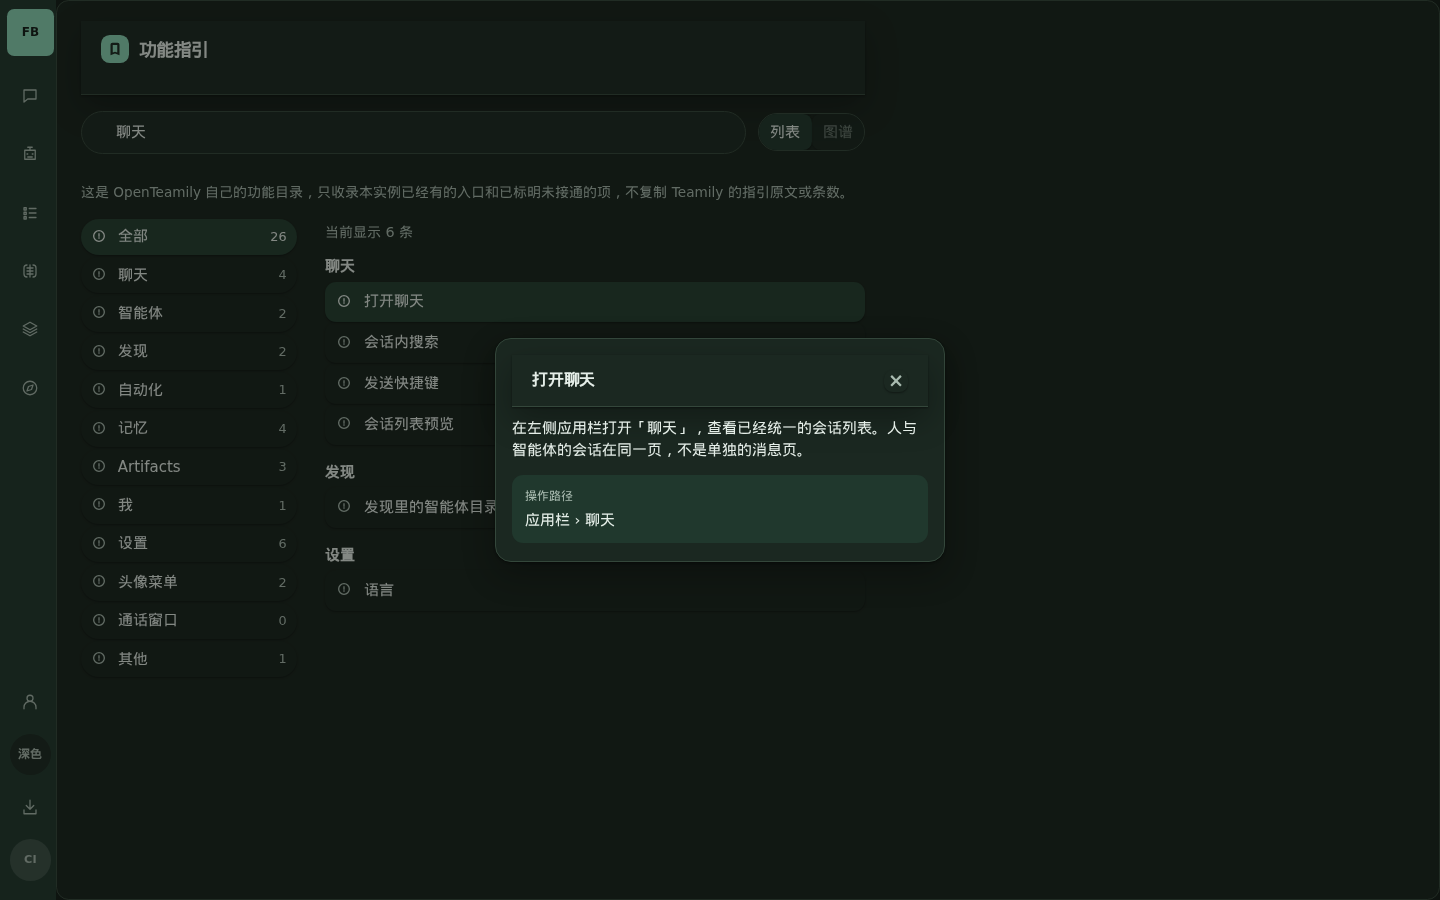 FB
功能指引
聊天
列表
图谱
这是 OpenTeamily 自己的功能目录，只收录本实例已经有的入口和已标明未接通的项，不复制 Teamily 的指引原文或条数。
全部 26
聊天 4
智能体 2
发现 2
自动化 1
记忆 4
Artifacts 3
我 1
设置 6
头像菜单 2
通话窗口 0
其他 1
当前显示 6 条
聊天
打开聊天
会话内搜索
发送快捷键
会话列表预览
发现
发现里的智能体目录
设置
语言
打开聊天
×
在左侧应用栏打开「聊天」，查看已经统一的会话列表。人与
智能体的会话在同一页，不是单独的消息页。
操作路径
应用栏 › 聊天
深色
CI